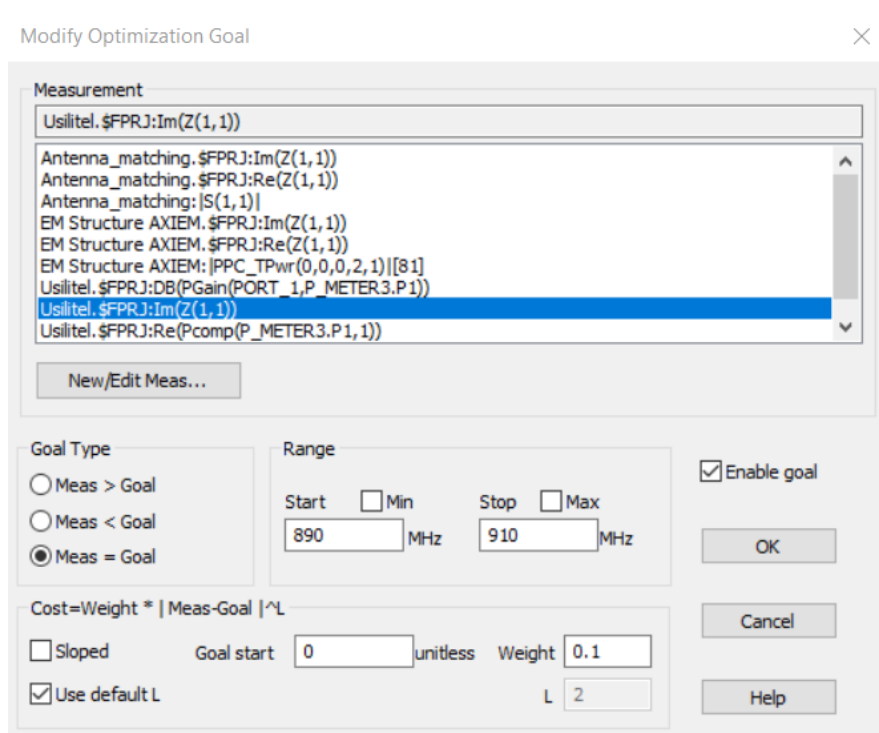 Modify Optimization Goal
Measurement
Usilitel.$FPRJ:Im(Z(1,1))
Antenna_matching.$FPRJ:Im(Z(1,1))
Antenna_matching.$FPRJ:Re(Z(1,1))
Antenna_matching:|S(1,1)|
EM Structure AXIEM.$FPRJ:Im(Z(1,1))
EM Structure AXIEM.$FPRJ:Re(Z(1,1))
EM Structure AXIEM:|PPC_TPwr(0,0,0,2,1)|[81]
Usilitel.$FPRJ:DB(PGain(PORT_1,P_METER3.P1))
Usilitel.$FPRJ:Im(Z(1,1))
Usilitel.$FPRJ:Re(Pcomp(P_METER3.P1,1))
New/Edit Meas...
Goal Type
Meas > Goal
Meas < Goal
Meas = Goal
Range
Start Min Stop Max
890 MHz 910 MHz
Enable goal
OK
Cost=Weight * | Meas-Goal |^L
Sloped Goal start 0 unitless Weight 0.1
Use default L L 2
Cancel
Help